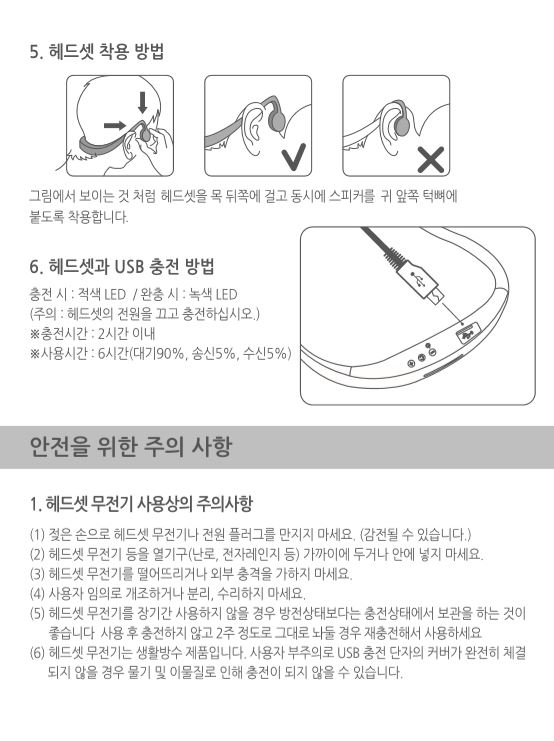 5. 헤드셋 착용 방법
그림에서 보이는 것 처럼 헤드셋을 목 뒤쪽에 걸고 동시에 스피커를 귀 앞쪽 턱뼈에
붙도록 착용합니다.
6. 헤드셋과 USB 충전 방법
충전 시 : 적색 LED / 완충 시 : 녹색 LED
(주의 : 헤드셋의 전원을 끄고 충전하십시오.)
※충전시간 : 2시간 이내
※사용시간 : 6시간(대기90%, 송신5%, 수신5%)
안전을 위한 주의 사항
1. 헤드셋 무전기 사용상의 주의사항
(1) 젖은 손으로 헤드셋 무전기나 전원 플러그를 만지지 마세요. (감전될 수 있습니다.)
(2) 헤드셋 무전기 등을 열기구(난로, 전자레인지 등) 가까이에 두거나 안에 넣지 마세요.
(3) 헤드셋 무전기를 떨어뜨리거나 외부 충격을 가하지 마세요.
(4) 사용자 임의로 개조하거나 분리, 수리하지 마세요.
(5) 헤드셋 무전기를 장기간 사용하지 않을 경우 방전상태보다는 충전상태에서 보관을 하는 것이
좋습니다 사용 후 충전하지 않고 2주 정도로 그대로 놔둘 경우 재충전해서 사용하세요
(6) 헤드셋 무전기는 생활방수 제품입니다. 사용자 부주의로 USB 충전 단자의 커버가 완전히 체결
되지 않을 경우 물기 및 이물질로 인해 충전이 되지 않을 수 있습니다.